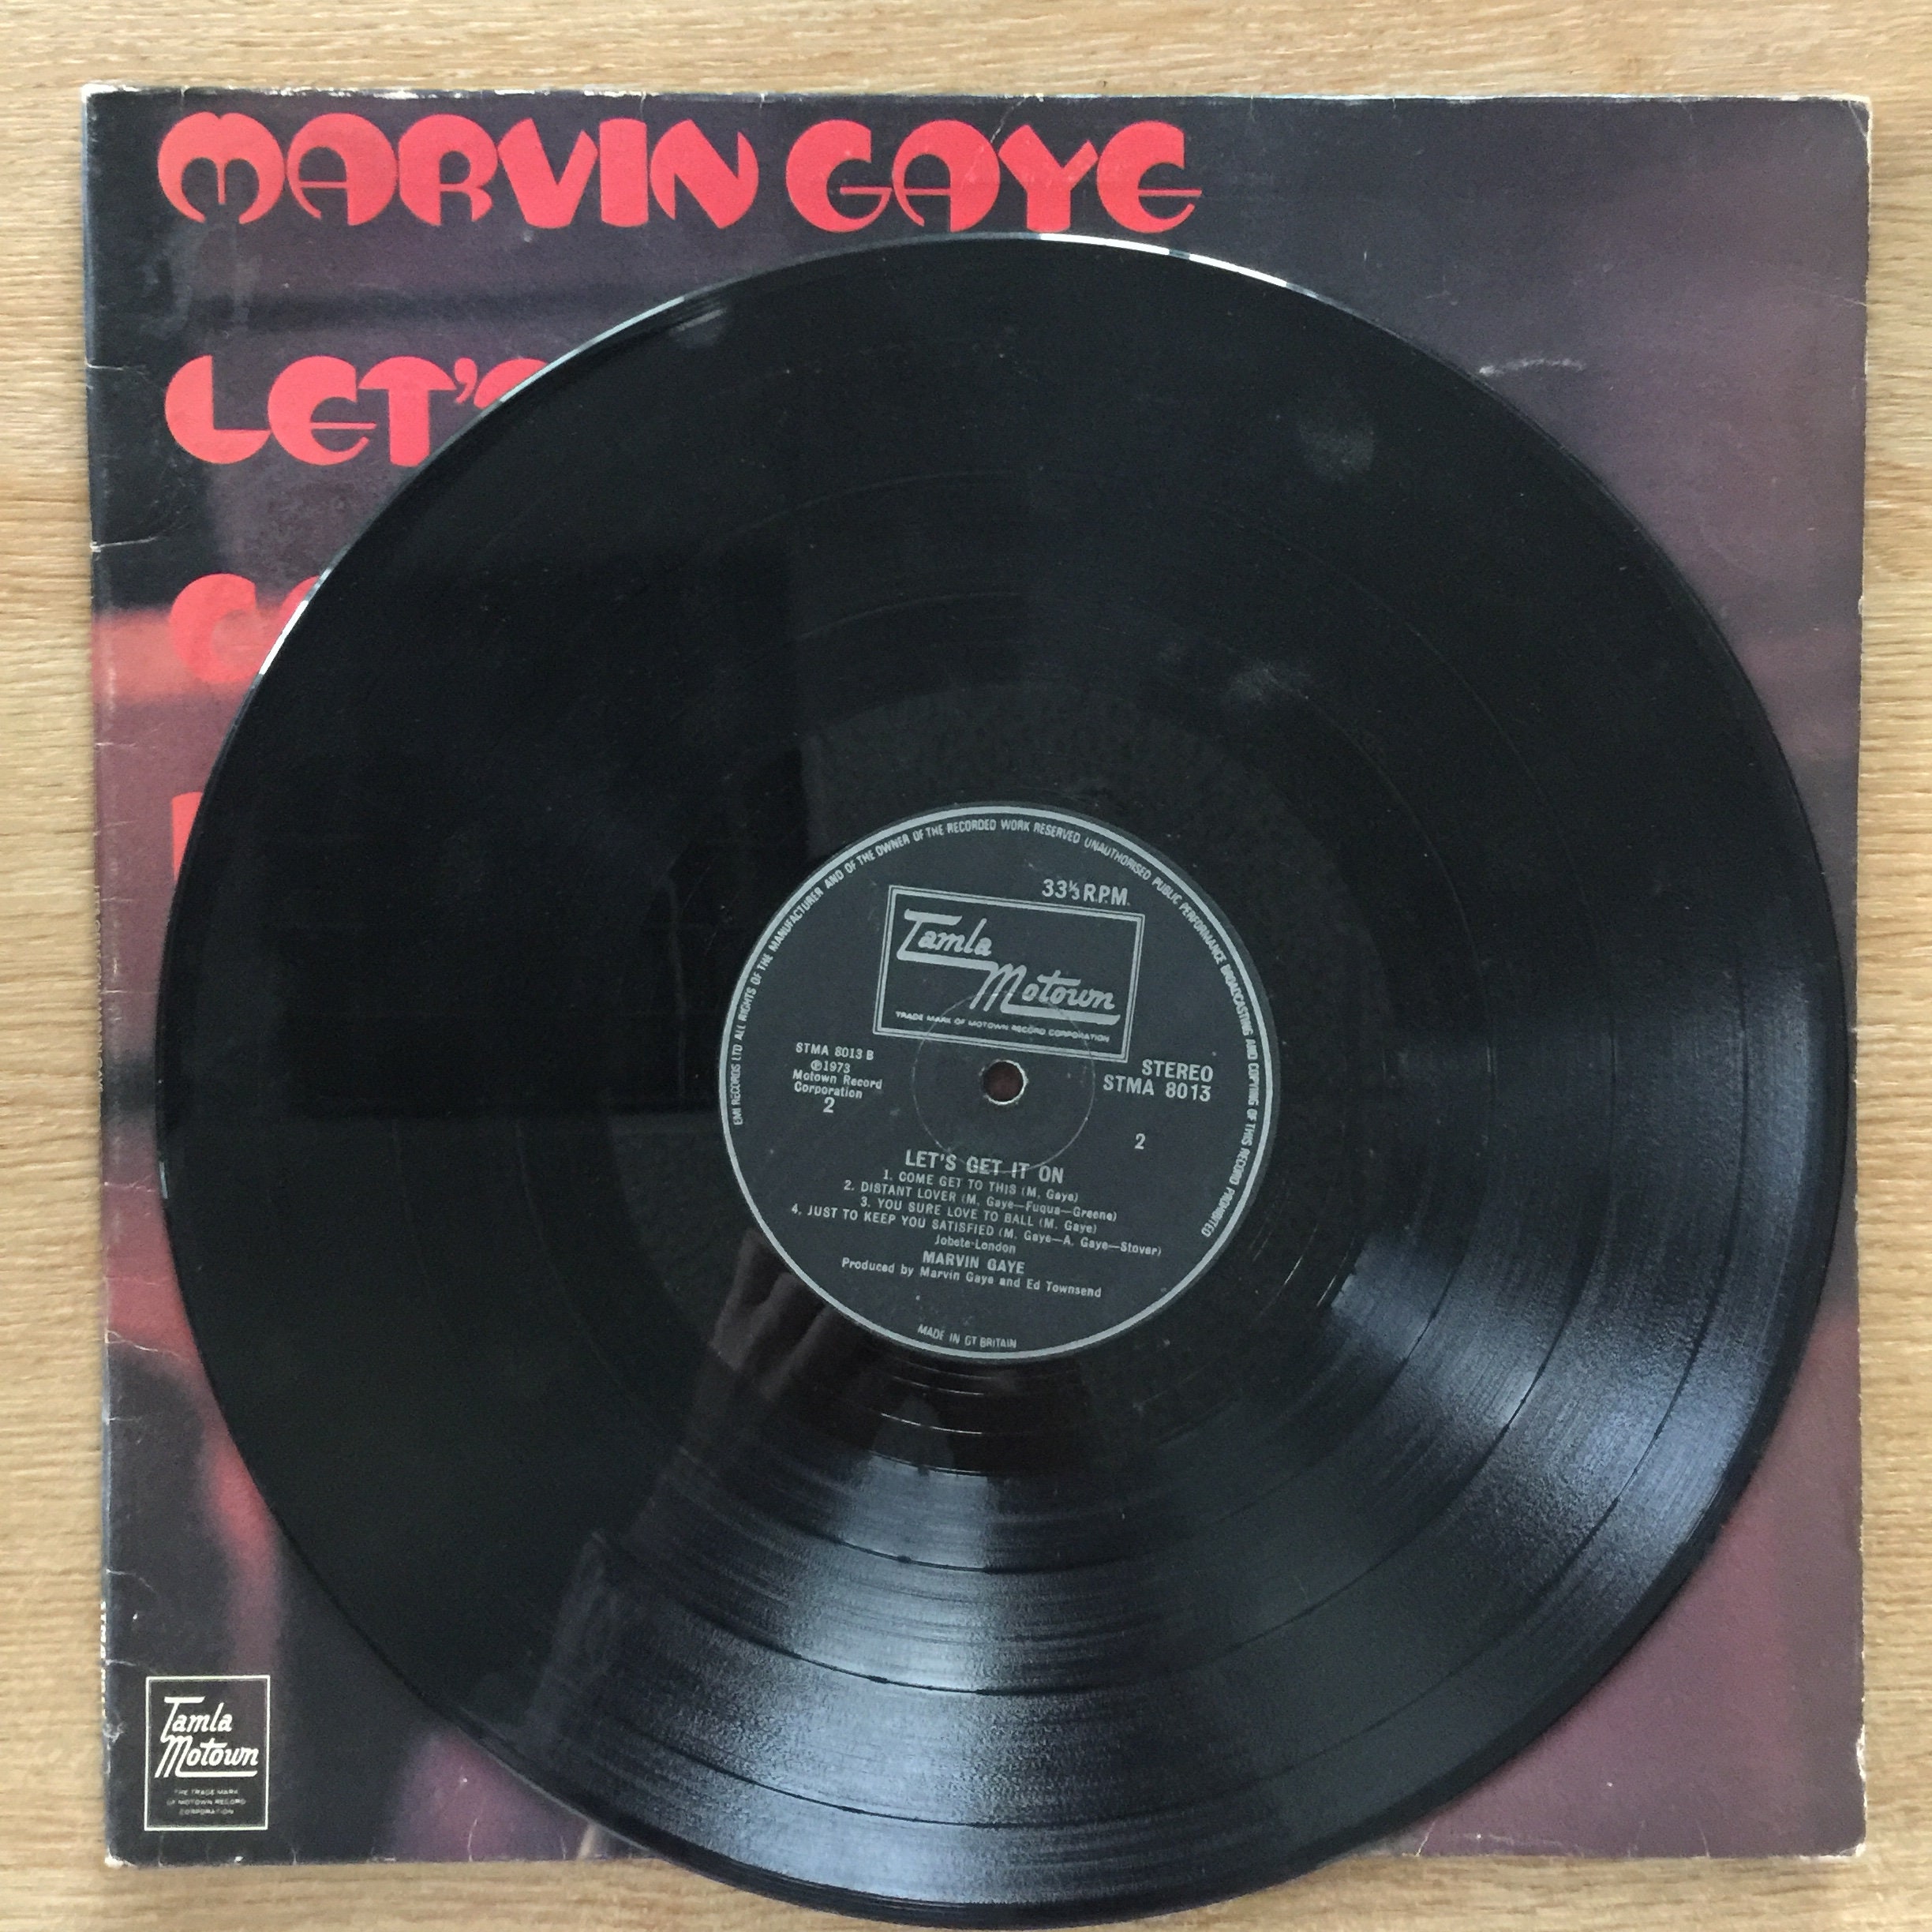 MARVIN GAYE
LET'S
EMI RECORDS LTD ALL RIGHTS OF THE MANUFACTURER AND OF THE OWNER OF THE RECORDED WORK RESERVED UNAUTHORISED PUBLIC PERFORMANCE BROADCASTING AND COPYING OF THIS RECORD PROHIBITED
33⅓ R.P.M.
Tamla
Motown
TRADE MARK OF MOTOWN RECORD CORPORATION
STMA 8013 B
℗1973
Motown Record
Corporation
2
STEREO
STMA 8013
2
LET'S GET IT ON
1. COME GET TO THIS (M. Gaye)
2. DISTANT LOVER (M. Gaye—Fuqua—Greene)
3. YOU SURE LOVE TO BALL (M. Gaye)
4. JUST TO KEEP YOU SATISFIED (M. Gaye—A. Gaye—Stover)
Jobete-London
MARVIN GAYE
Produced by Marvin Gaye and Ed Townsend
MADE IN GT BRITAIN
Tamla
Motown
THE TRADE MARK
OF MOTOWN RECORD
CORPORATION